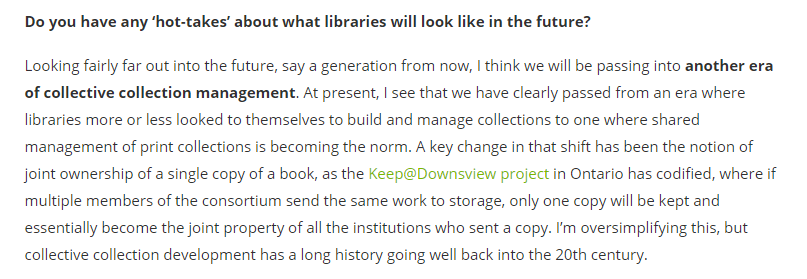 Do you have any ‘hot-takes’ about what libraries will look like in the future?
Looking fairly far out into the future, say a generation from now, I think we will be passing into another era
of collective collection management. At present, I see that we have clearly passed from an era where
libraries more or less looked to themselves to build and manage collections to one where shared
management of print collections is becoming the norm. A key change in that shift has been the notion of
joint ownership of a single copy of a book, as the Keep@Downsview project in Ontario has codified, where if
multiple members of the consortium send the same work to storage, only one copy will be kept and
essentially become the joint property of all the institutions who sent a copy. I’m oversimplifying this, but
collective collection development has a long history going well back into the 20th century.